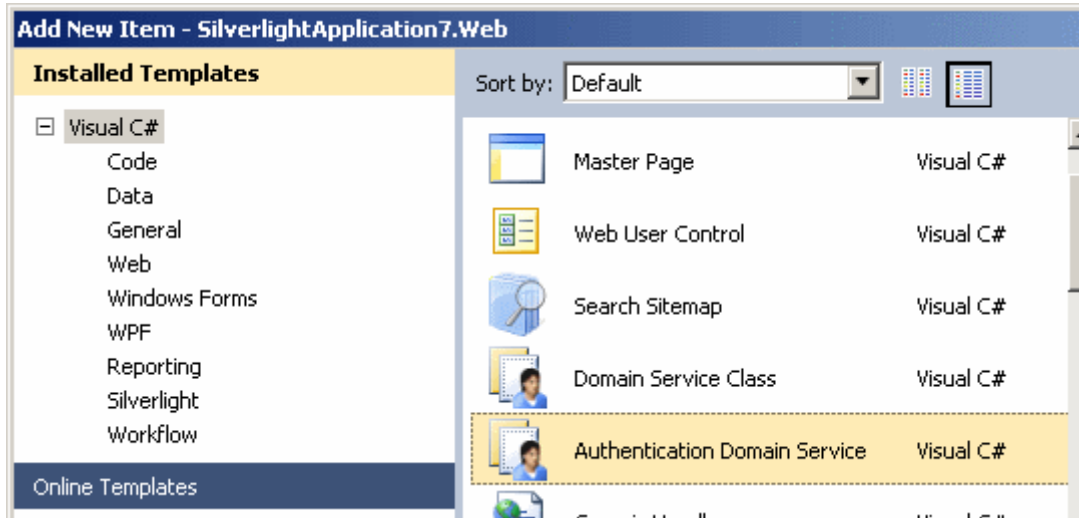 Add New Item - SilverlightApplication7.Web
Installed Templates
Visual C#
Code
Data
General
Web
Windows Forms
WPF
Reporting
Silverlight
Workflow
Online Templates
Sort by: Default
Master Page Visual C#
Web User Control Visual C#
Search Sitemap Visual C#
Domain Service Class Visual C#
Authentication Domain Service Visual C#